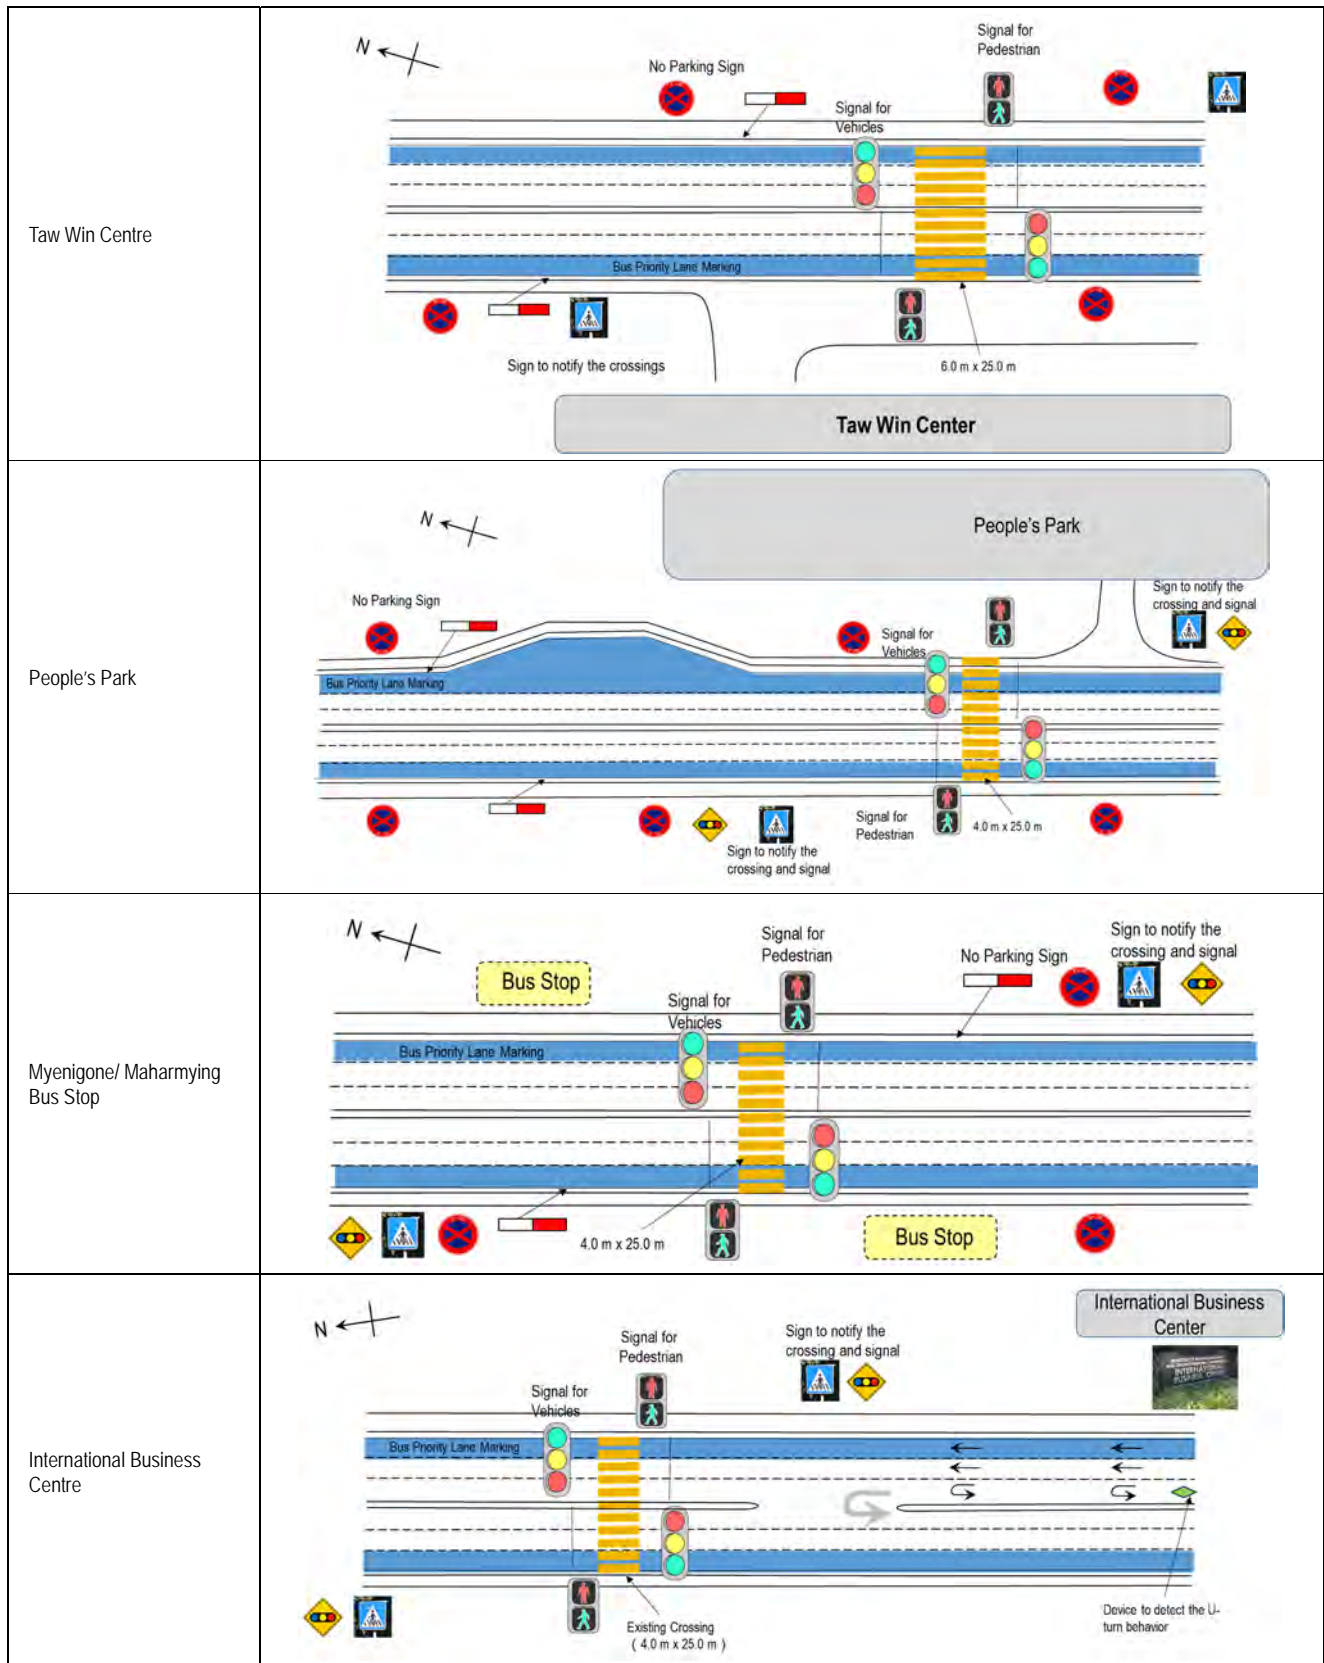 Taw Win Centre
N
No Parking Sign
Signal for
Pedestrian
Signal for
Vehicles
Bus Priority Lane Marking
Sign to notify the crossings
6.0 m x 25.0 m
Taw Win Center
People's Park
People's Park
N
No Parking Sign
Sign to notify the
crossing and signal
Signal for
Vehicles
Bus Priority Lane Marking
Signal for
Pedestrian
4.0 m x 25.0 m
Sign to notify the
crossing and signal
Myenigone/ Maharmying
Bus Stop
N
Bus Stop
Signal for
Pedestrian
No Parking Sign
Sign to notify the
crossing and signal
Signal for
Vehicles
Bus Priority Lane Marking
4.0 m x 25.0 m
Bus Stop
International Business
Centre
N
Signal for
Pedestrian
Sign to notify the
crossing and signal
International Business
Center
INTERNATIONAL
BUSINESS CENTRE
Signal for
Vehicles
Bus Priority Lane Marking
Existing Crossing
( 4.0 m x 25.0 m )
Device to detect the U-
turn behavior